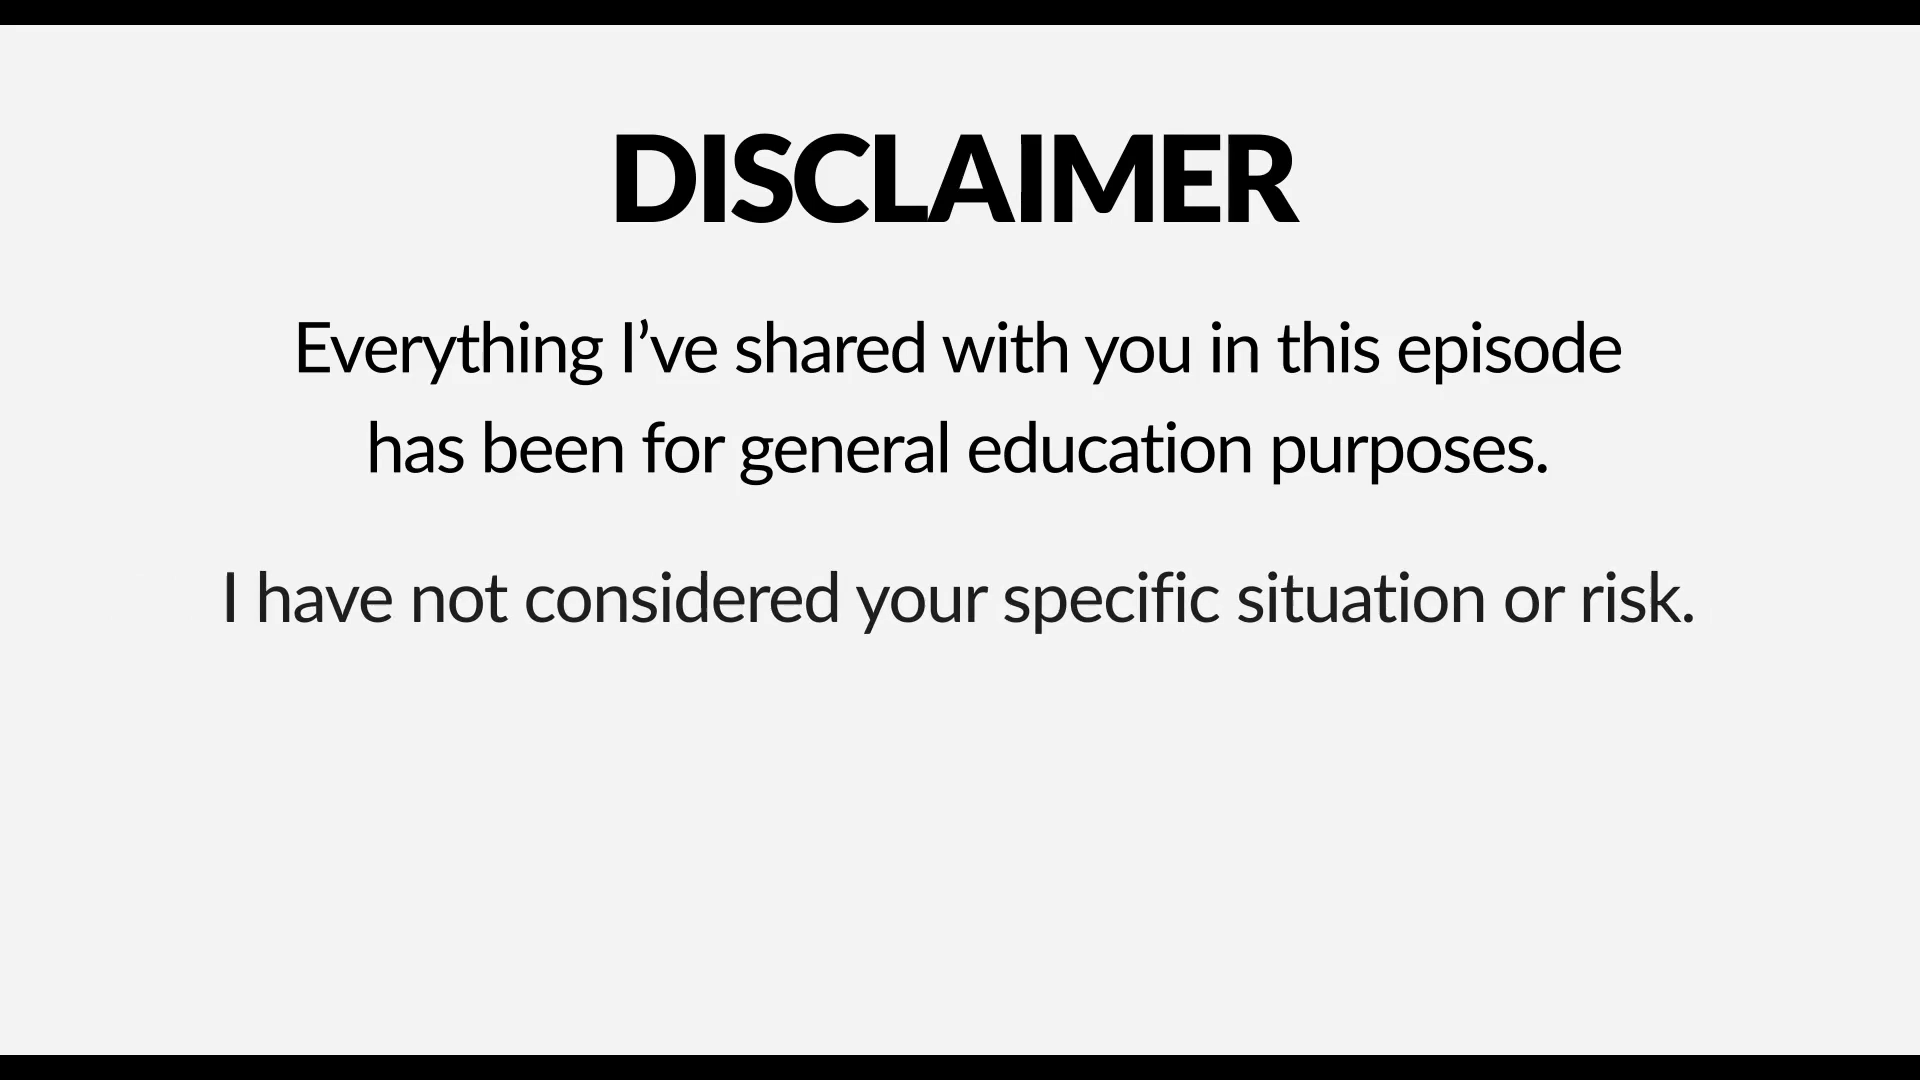 DISCLAIMER
Everything I’ve shared with you in this episode
has been for general education purposes.
I have not considered your specific situation or risk.